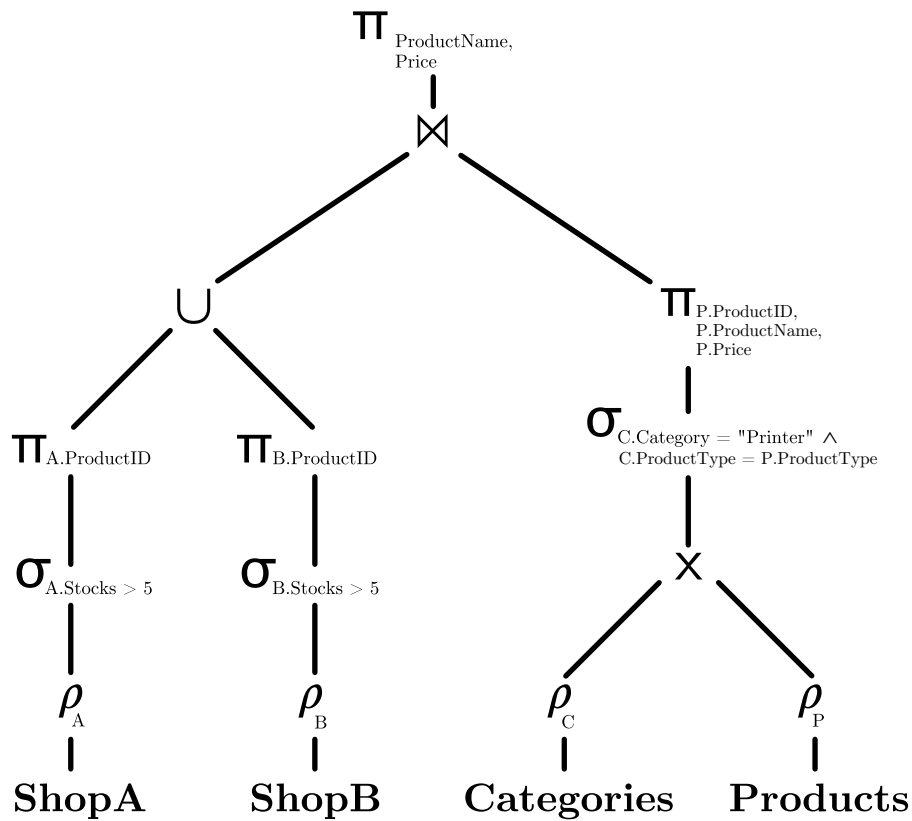 π ProductName,
Price
⋈
∪
π P.ProductID,
P.ProductName,
P.Price
σ C.Category = "Printer" ∧
C.ProductType = P.ProductType
π A.ProductID
π B.ProductID
σ A.Stocks > 5
σ B.Stocks > 5
×
ρ A
ρ B
ρ C
ρ P
ShopA
ShopB
Categories
Products